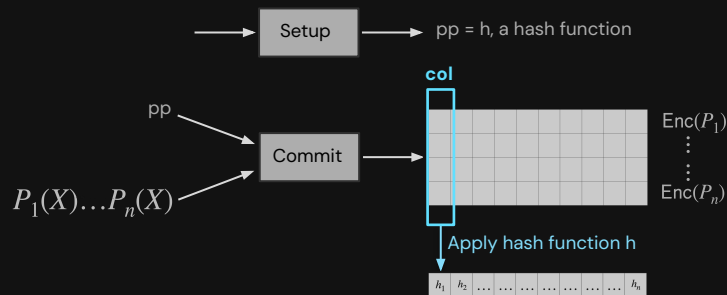 Setup
pp = h, a hash function
col
pp
Enc(P₁)
Commit
P₁(X)…Pₙ(X)
Enc(Pₙ)
Apply hash function h
h₁ h₂ … … … … … … … hₙ